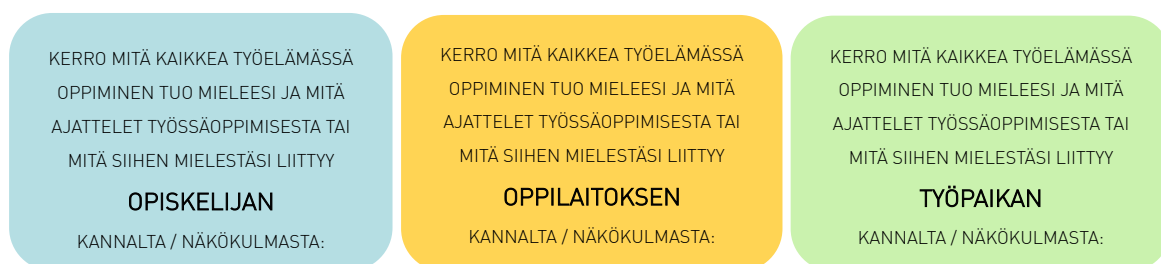 KERRO MITÄ KAIKKEA TYÖELÄMÄSSÄ
OPPIMINEN TUO MIELEESI JA MITÄ
AJATTELET TYÖSSÄOPPIMISESTA TAI
MITÄ SIIHEN MIELESTÄSI LIITTYY
OPISKELIJAN
KANNALTA / NÄKÖKULMASTA:
KERRO MITÄ KAIKKEA TYÖELÄMÄSSÄ
OPPIMINEN TUO MIELEESI JA MITÄ
AJATTELET TYÖSSÄOPPIMISESTA TAI
MITÄ SIIHEN MIELESTÄSI LIITTYY
OPPILAITOKSEN
KANNALTA / NÄKÖKULMASTA:
KERRO MITÄ KAIKKEA TYÖELÄMÄSSÄ
OPPIMINEN TUO MIELEESI JA MITÄ
AJATTELET TYÖSSÄOPPIMISESTA TAI
MITÄ SIIHEN MIELESTÄSI LIITTYY
TYÖPAIKAN
KANNALTA / NÄKÖKULMASTA: